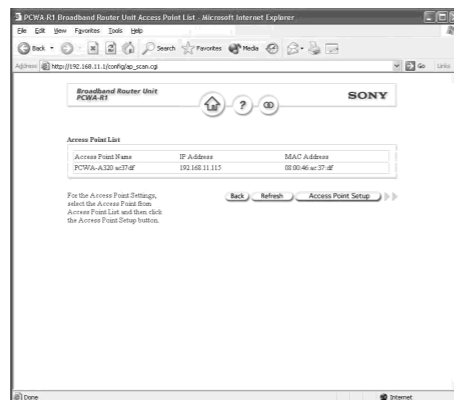 PCWA-R1 Broadband Router Unit Access Point List - Microsoft Internet Explorer
File Edit View Favorites Tools Help
Back Search Favorites Media
Address http://192.168.11.1/config/ap_scan.cgi Go Links
Broadband Router Unit
PCWA-R1
?
SONY
Access Point List
Access Point Name IP Address MAC Address
PCWA-A320 ac37df 192.168.11.115 08:00:46 ac:37:df
For the Access Point Settings,
select the Access Point from
Access Point List and then click
the Access Point Setup button.
Back Refresh Access Point Setup
Done Internet